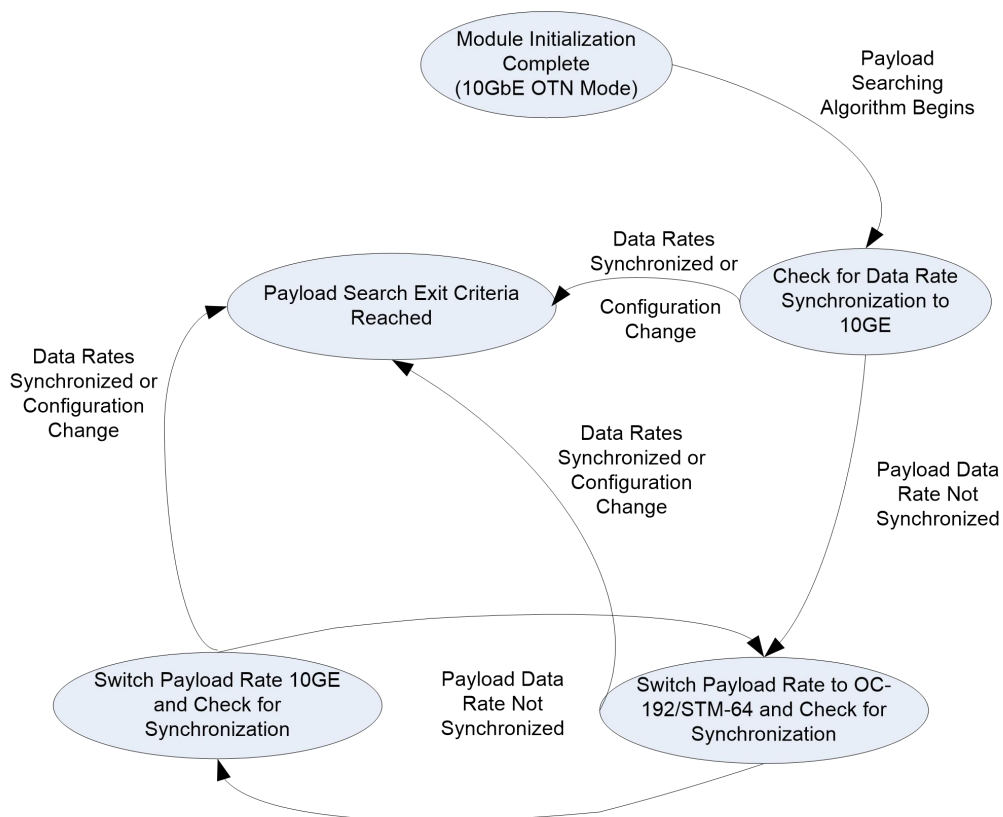 Module Initialization
Complete
(10GbE OTN Mode)
Payload
Searching
Algorithm Begins
Data Rates
Synchronized or
Configuration
Change
Check for Data Rate
Synchronization to
10GE
Payload Search Exit Criteria
Reached
Data Rates
Synchronized or
Configuration
Change
Data Rates
Synchronized or
Configuration
Change
Payload Data
Rate Not
Synchronized
Switch Payload Rate 10GE
and Check for
Synchronization
Payload Data
Rate Not
Synchronized
Switch Payload Rate to OC-
192/STM-64 and Check for
Synchronization